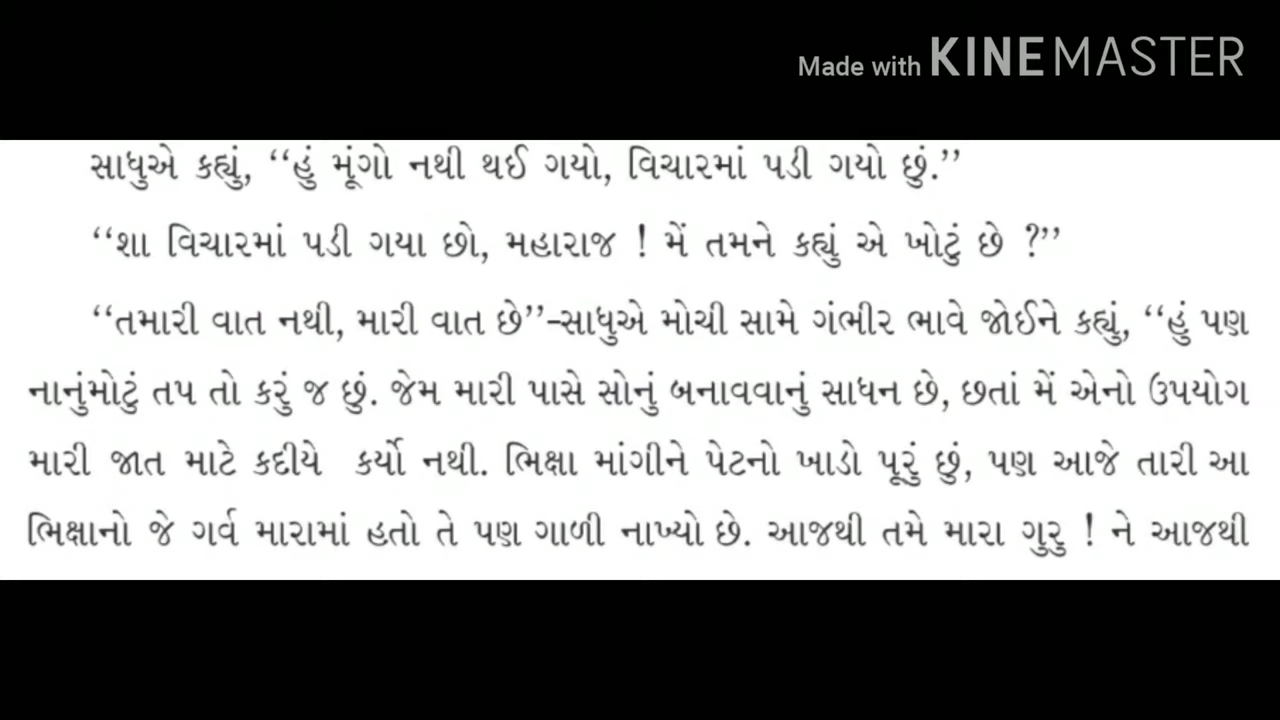 Made with KINEMASTER
સાધુએ કહ્યું, ‘‘હું મૂંગો નથી થઈ ગયો, વિચારમાં પડી ગયો છું.’’
‘‘શા વિચારમાં પડી ગયા છો, મહારાજ ! મેં તમને કહ્યું એ ખોટું છે ?’’
‘‘તમારી વાત નથી, મારી વાત છે’’–સાધુએ મોચી સામે ગંભીર ભાવે જોઈને કહ્યું, ‘‘હું પણ
નાનુંમોટું તપ તો કરું જ છું. જેમ મારી પાસે સોનું બનાવવાનું સાધન છે, છતાં મેં એનો ઉપયોગ
મારી જાત માટે કદીયે કર્યો નથી. ભિક્ષા માંગીને પેટનો ખાડો પૂરું છું, પણ આજે તારી આ
ભિક્ષાનો જે ગર્વ મારામાં હતો તે પણ ગાળી નાખ્યો છે. આજથી તમે મારા ગુરુ ! ને આજથી